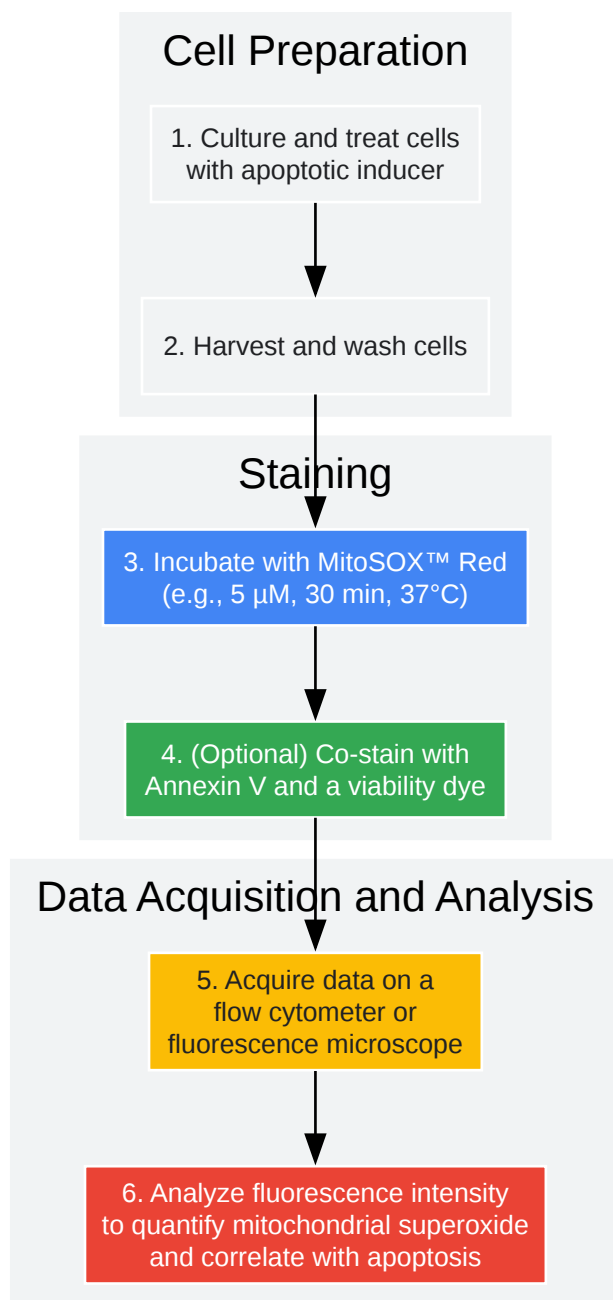 Cell Preparation
1. Culture and treat cells
with apoptotic inducer
2. Harvest and wash cells
Staining
3. Incubate with MitoSOX™ Red
(e.g., 5 µM, 30 min, 37°C)
4. (Optional) Co-stain with
Annexin V and a viability dye
Data Acquisition and Analysis
5. Acquire data on a
flow cytometer or
fluorescence microscope
6. Analyze fluorescence intensity
to quantify mitochondrial superoxide
and correlate with apoptosis